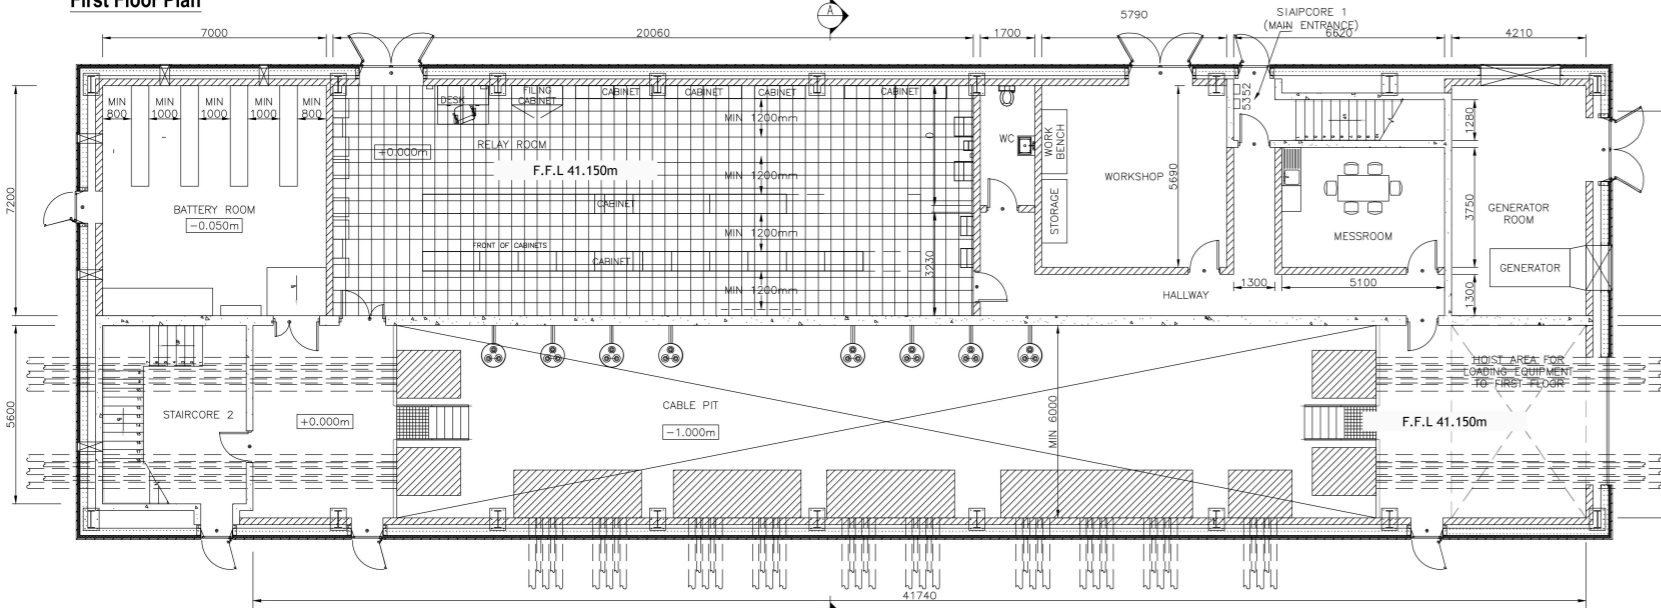 First Floor Plan
A
7000
20060
1700
5790
SIAIPCORE 1
(MAIN ENTRANCE)
6620
4210
7200
5600
MIN
800
MIN
1000
MIN
1000
MIN
1000
MIN
800
BATTERY ROOM
-0.050m
DESK
FILING
CABINET
CABINET
CABINET
CABINET
CABINET
+0.000m
RELAY ROOM
F.F.L 41.150m
MIN 1200mm
MIN 1200mm
CABINET
MIN 1200mm
FRONT OF CABINETS
CABINET
MIN 1200mm
0
3230
WC
WORK
BENCH
STORAGE
WORKSHOP
5690
5352
MESSROOM
1280
3750
1300
GENERATOR
ROOM
GENERATOR
HALLWAY
1300
5100
STAIRCORE 2
+0.000m
CABLE PIT
-1.000m
MIN 6000
HOIST AREA FOR
LOADING EQUIPMENT
TO FIRST FLOOR
F.F.L 41.150m
41740